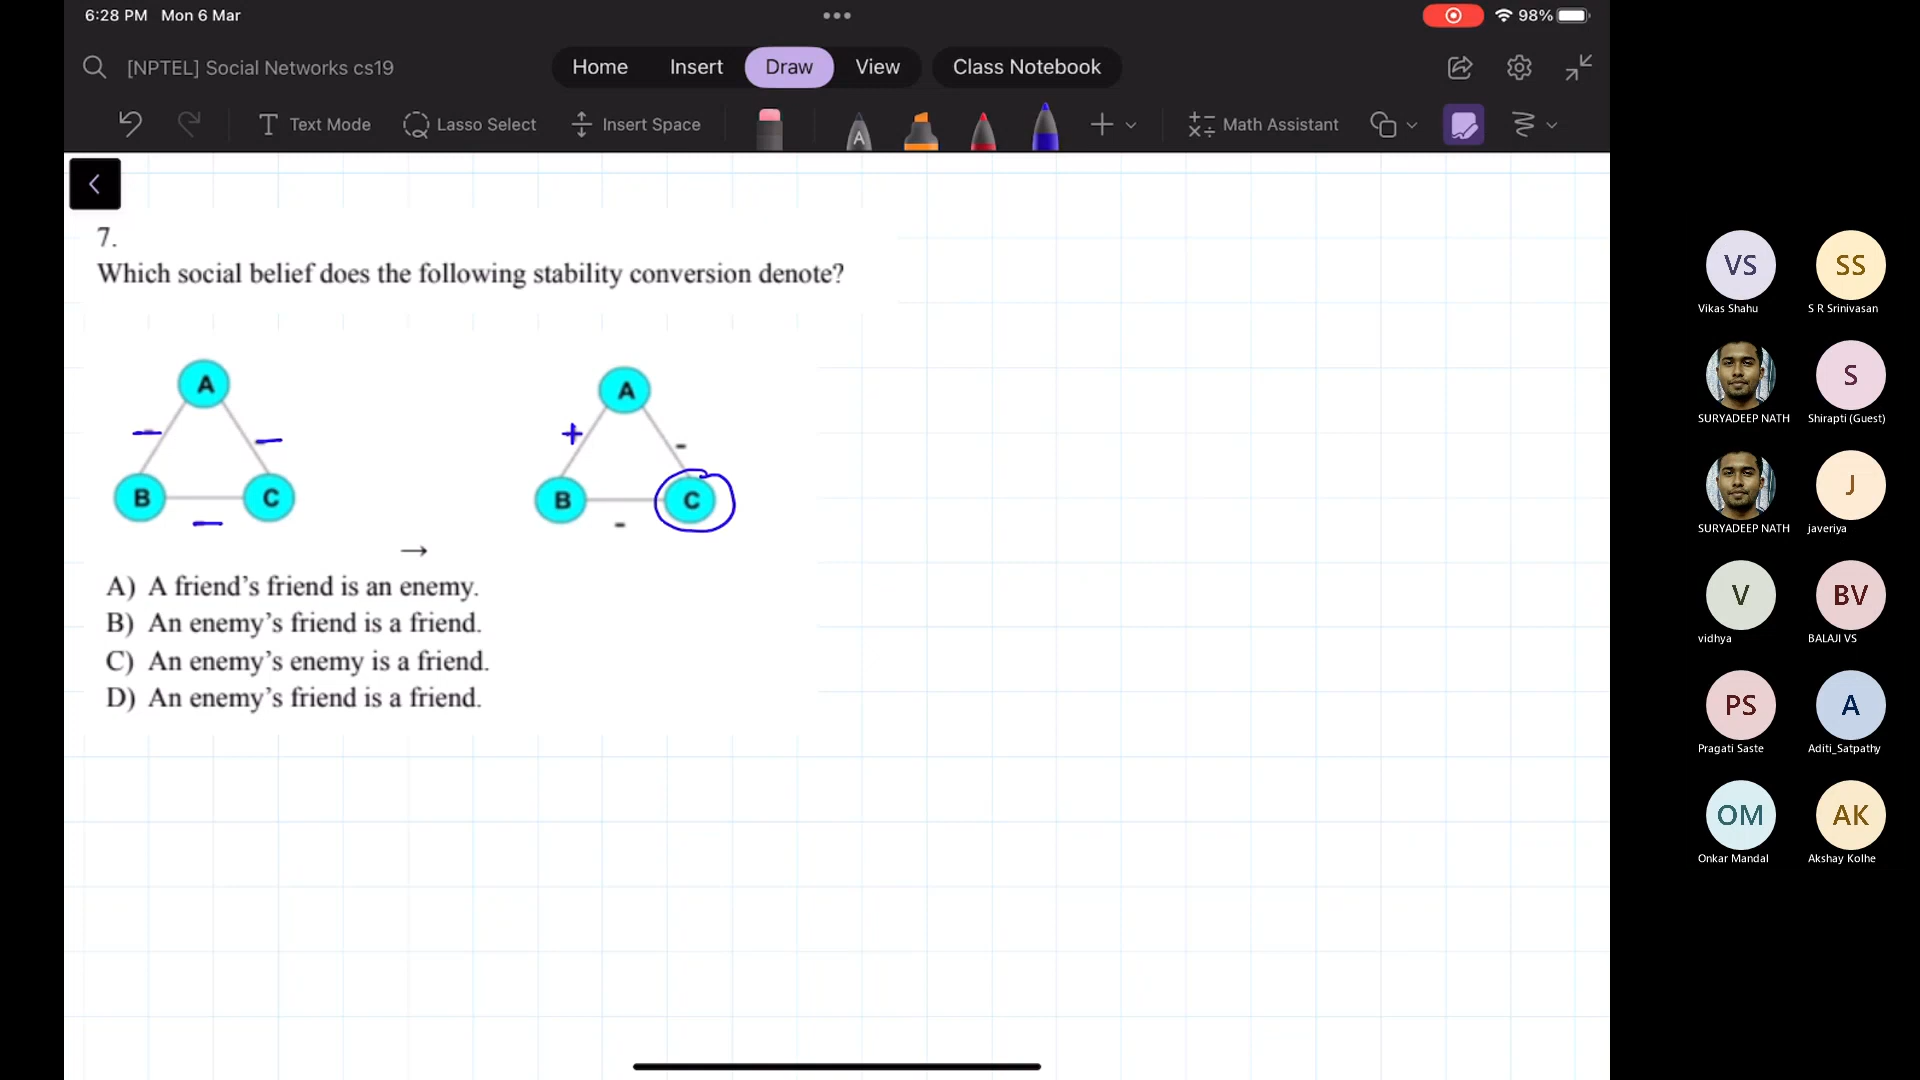 6:28 PM Mon 6 Mar
98%
[NPTEL] Social Networks cs19
Home Insert Draw View Class Notebook
Text Mode Lasso Select Insert Space A Math Assistant
7.
Which social belief does the following stability conversion denote?
A A
- - + -
B C B C
- -
→
A) A friend’s friend is an enemy.
B) An enemy’s friend is a friend.
C) An enemy’s enemy is a friend.
D) An enemy’s friend is a friend.
VS SS
Vikas Shahu S R Srinivasan
S
SURYADEEP NATH Shirapti (Guest)
J
SURYADEEP NATH javeriya
V BV
vidhya BALAJI VS
PS A
Pragati Saste Aditi_Satpathy
OM AK
Onkar Mandal Akshay Kolhe